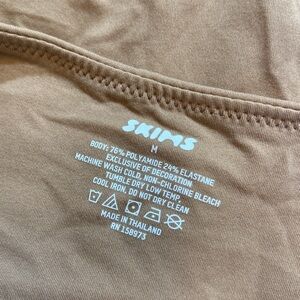 SKIMS
M
BODY: 76% POLYAMIDE 24% ELASTANE
EXCLUSIVE OF DECORATION
MACHINE WASH COLD, NON-CHLORINE BLEACH
TUMBLE DRY LOW TEMP,
COOL IRON, DO NOT DRY CLEAN
MADE IN THAILAND
RN 158973